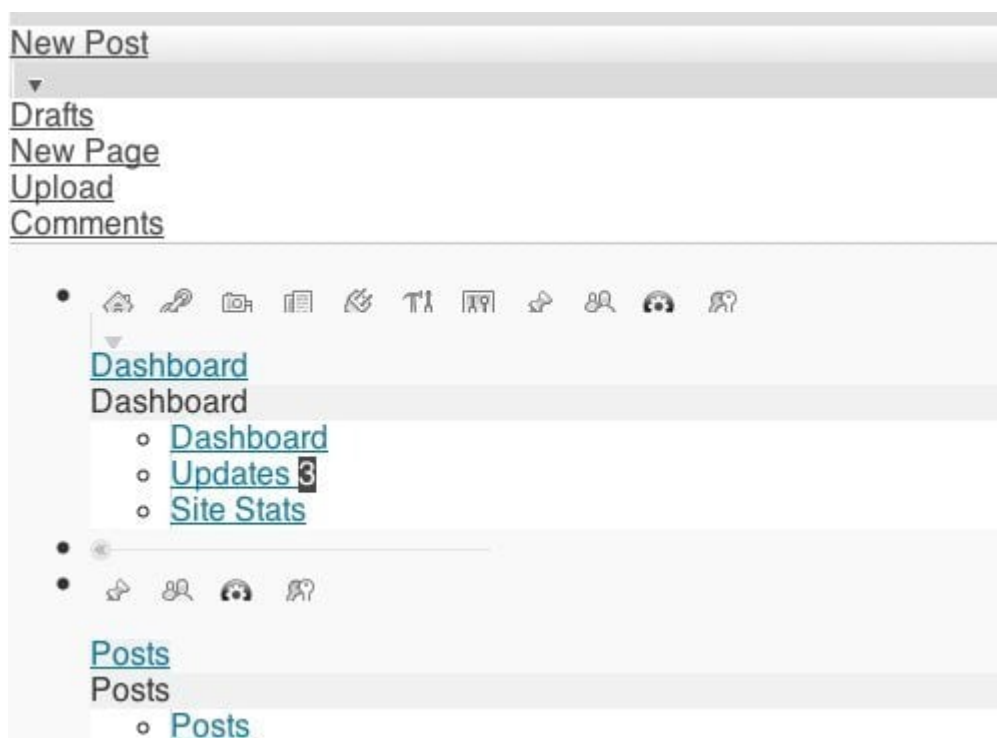 New Post
Drafts
New Page
Upload
Comments
Dashboard
Dashboard
Dashboard
Updates 3
Site Stats
Posts
Posts
Posts